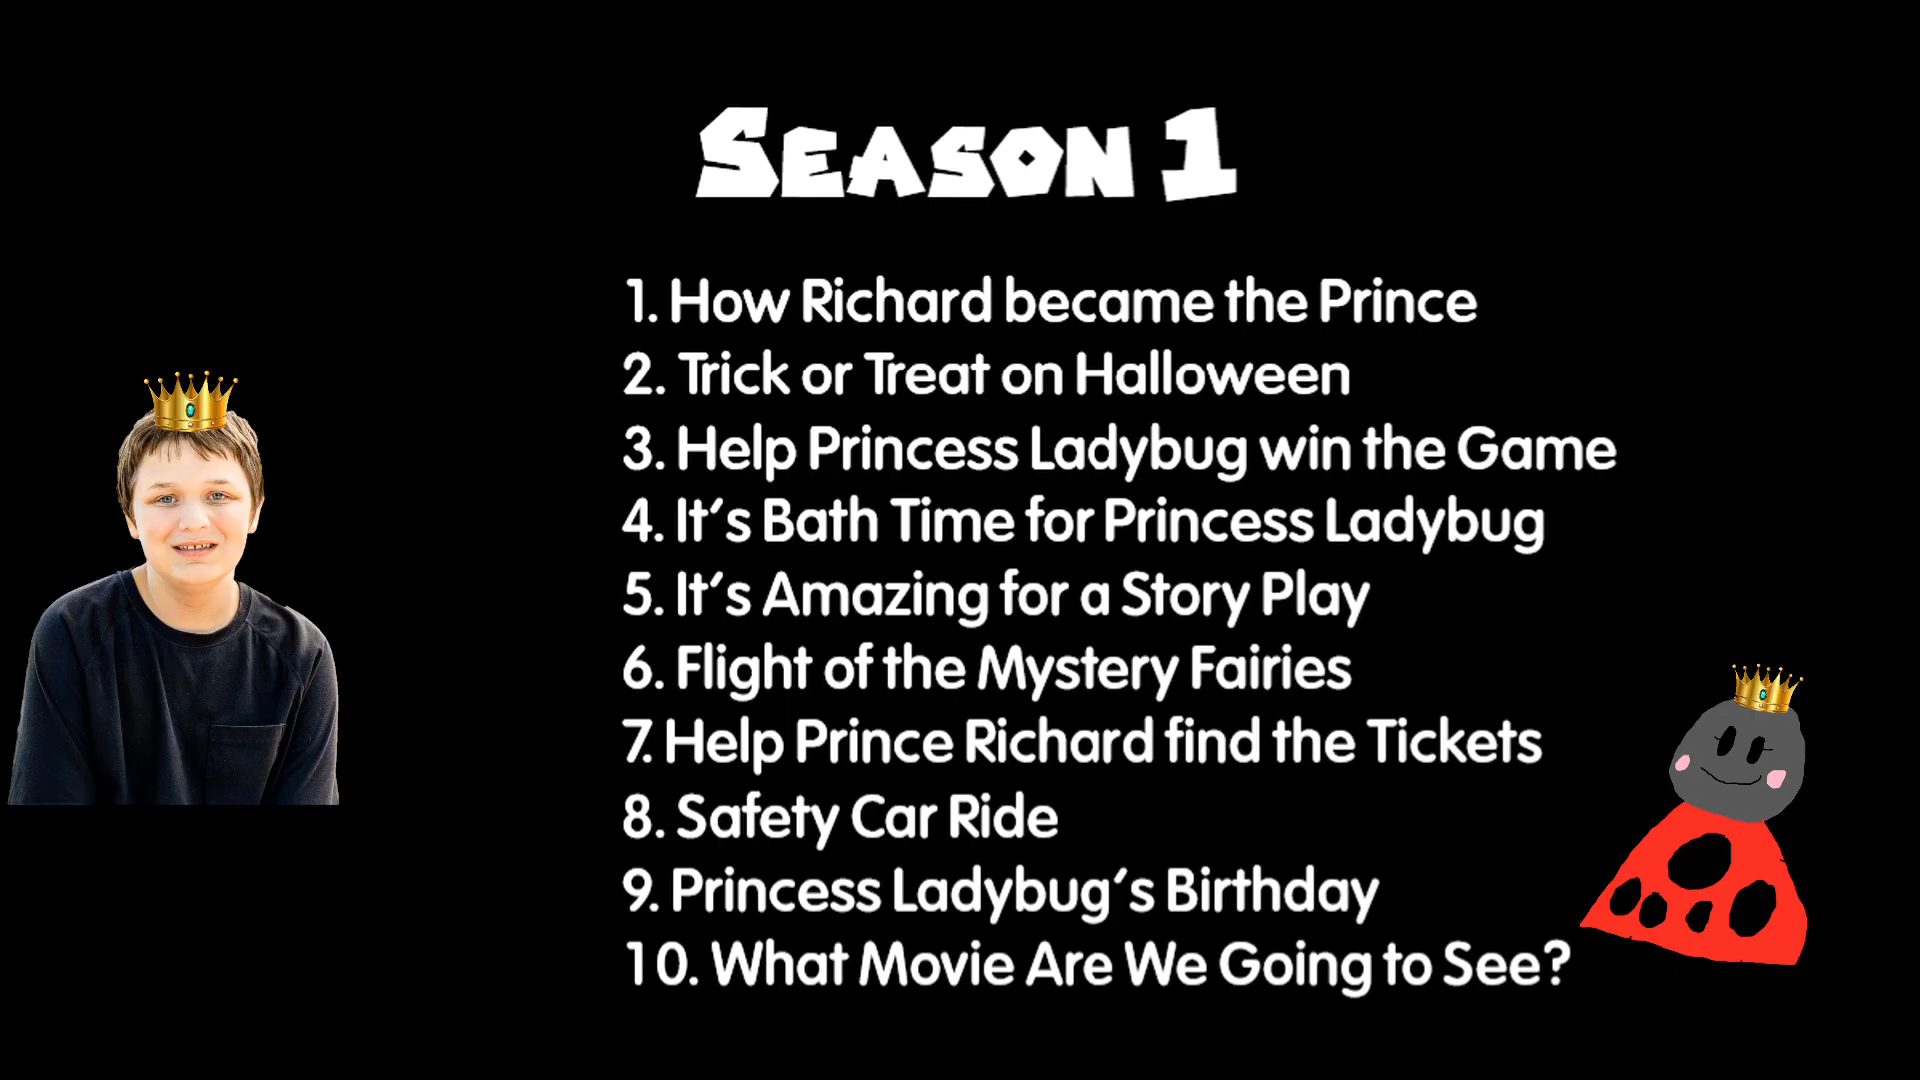 Season 1
1. How Richard became the Prince
2. Trick or Treat on Halloween
3. Help Princess Ladybug win the Game
4. It's Bath Time for Princess Ladybug
5. It's Amazing for a Story Play
6. Flight of the Mystery Fairies
7. Help Prince Richard find the Tickets
8. Safety Car Ride
9. Princess Ladybug's Birthday
10. What Movie Are We Going to See?